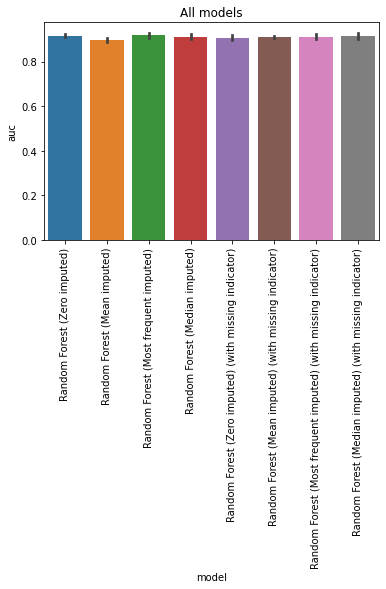 All models
auc
0.8
0.6
0.4
0.2
0.0
Random Forest (Zero imputed)
Random Forest (Mean imputed)
Random Forest (Most frequent imputed)
Random Forest (Median imputed)
Random Forest (Zero imputed) (with missing indicator)
Random Forest (Mean imputed) (with missing indicator)
Random Forest (Most frequent imputed) (with missing indicator)
Random Forest (Median imputed) (with missing indicator)
model